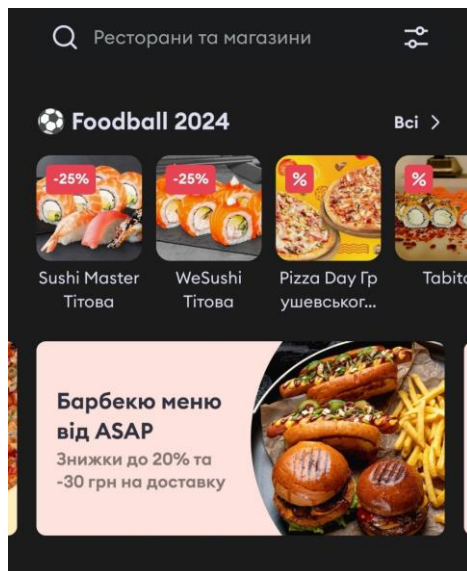 Ресторани та магазини
Foodball 2024
Всі >
-25%
-25%
%
%
Sushi Master
Тітова
WeSushi
Тітова
Pizza Day Гр
ушевськог...
Барбекю меню
від ASAP
Знижки до 20% та
-30 грн на доставку